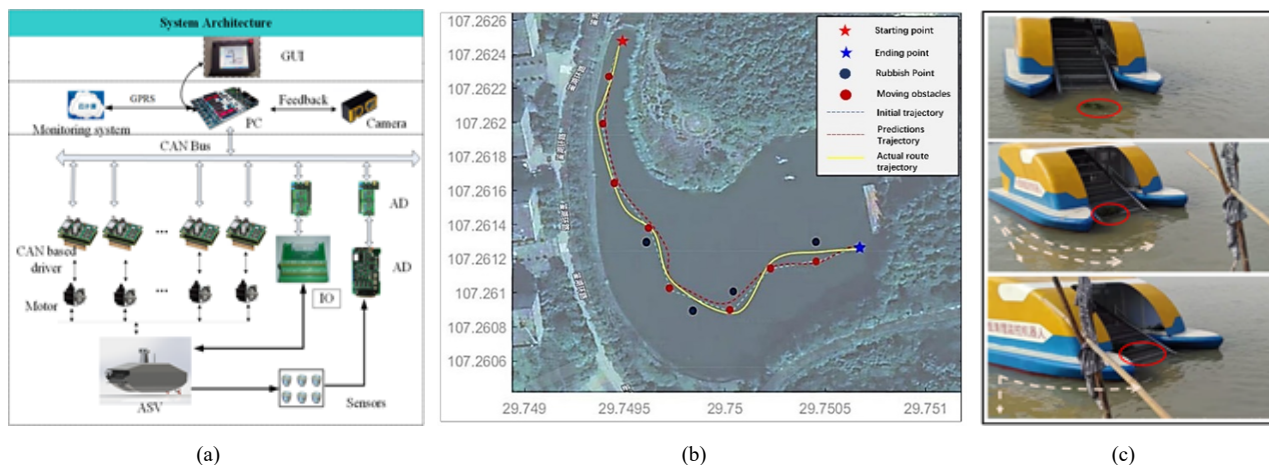 System Architecture
GUI
GPRS
Feedback
Monitoring system
PC
Camera
CAN Bus
AD
CAN based
driver
AD
Motor
IO
ASV
Sensors
(a)
107.2626
107.2624
107.2622
107.262
107.2618
107.2616
107.2614
107.2612
107.261
107.2608
107.2606
29.749
29.7495
29.75
29.7505
29.751
Starting point
Ending point
Rubbish Point
Moving obstacles
Initial trajectory
Predictions
Trajectory
Actual route
trajectory
(b)
(c)